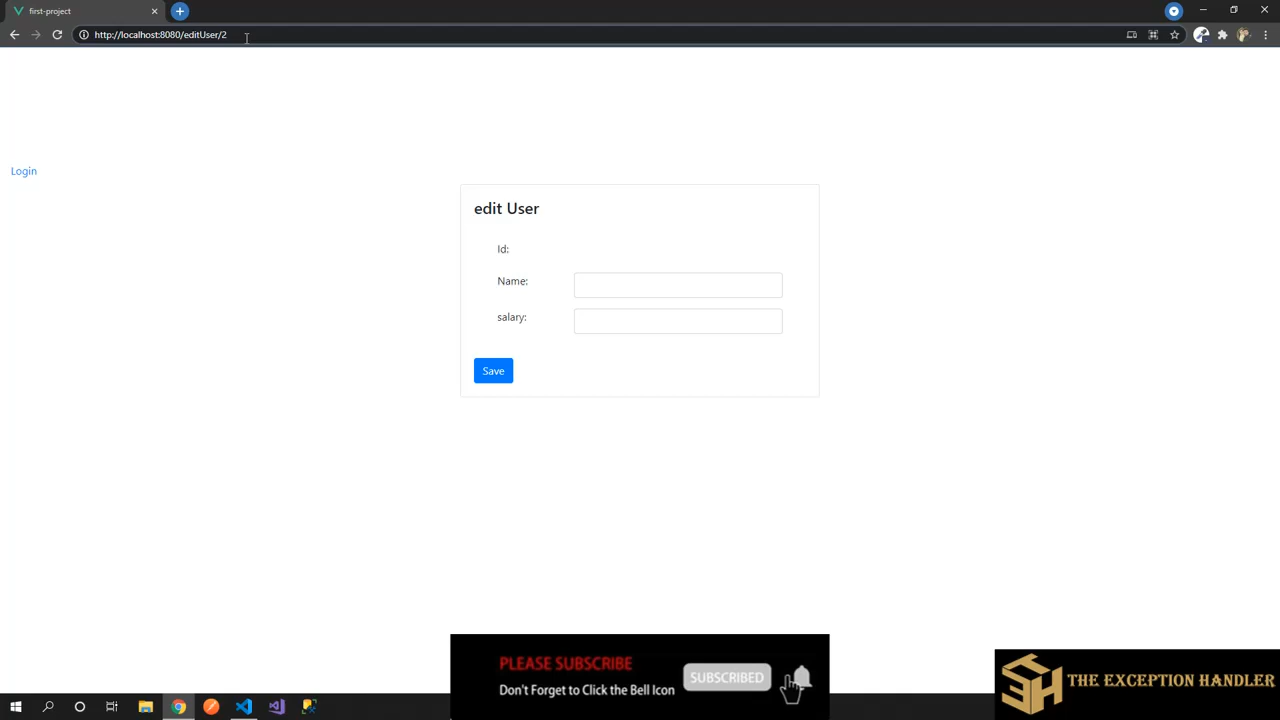 first-project
http://localhost:8080/editUser/2
Login
edit User
Id:
Name:
salary:
Save
PLEASE SUBSCRIBE
Don't Forget to Click the Bell Icon
SUBSCRIBED
THE EXCEPTION HANDLER